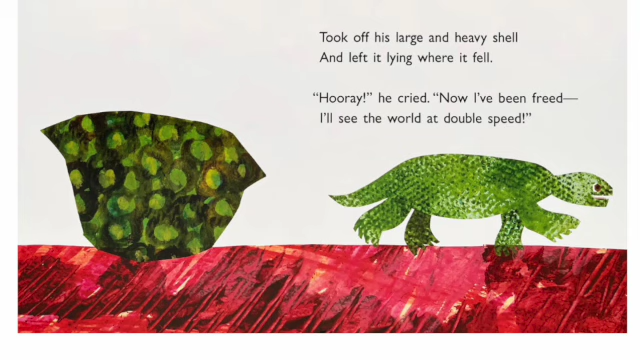 Took off his large and heavy shell
And left it lying where it fell.
“Hooray!” he cried. “Now I’ve been freed—
I’ll see the world at double speed!”